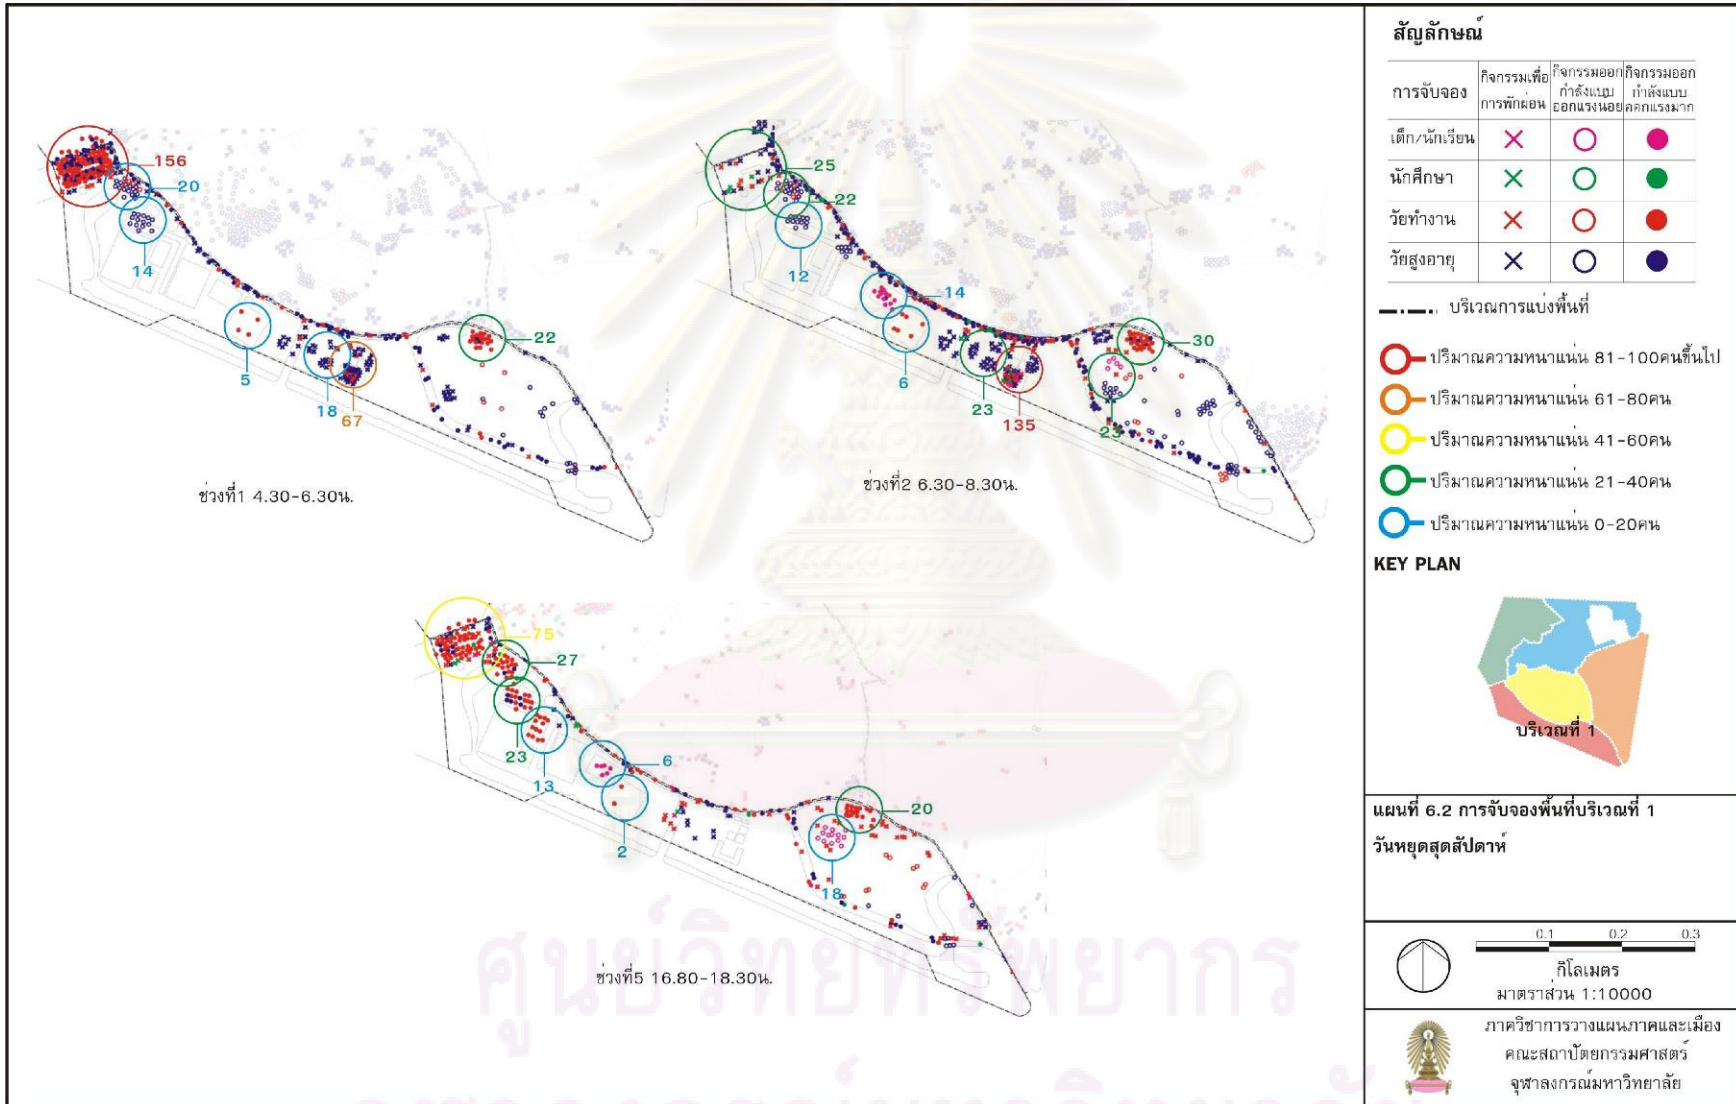 156
20
14
5
18
67
22
ช่วงที่1 4.30-6.30น.
25
22
12
14
6
23
135
30
23
ช่วงที่2 6.30-8.30น.
75
27
23
13
6
2
20
18
ช่วงที่5 16.80-18.30น.
สัญลักษณ์
การจับจอง
กิจกรรมเพื่อ
การพักผ่อน
กิจกรรมออก
กำลังแบบ
ออกแรงน้อย
กิจกรรมออก
กำลังแบบ
ออกแรงมาก
เด็ก/นักเรียน
นักศึกษา
วัยทำงาน
วัยสูงอายุ
บริเวณการแบ่งพื้นที่
ปริมาณความหนาแน่น 81-100คนขึ้นไป
ปริมาณความหนาแน่น 61-80คน
ปริมาณความหนาแน่น 41-60คน
ปริมาณความหนาแน่น 21-40คน
ปริมาณความหนาแน่น 0-20คน
KEY PLAN
บริเวณที่ 1
แผนที่ 6.2 การจับจองพื้นที่บริเวณที่ 1
วันหยุดสุดสัปดาห์
0.1 0.2 0.3
กิโลเมตร
มาตราส่วน 1:10000
ภาควิชาการวางแผนภาคและเมือง
คณะสถาปัตยกรรมศาสตร์
จุฬาลงกรณ์มหาวิทยาลัย
ศูนย์วิทยทรัพยากร
จุฬาลงกรณ์มหาวิทยาลัย